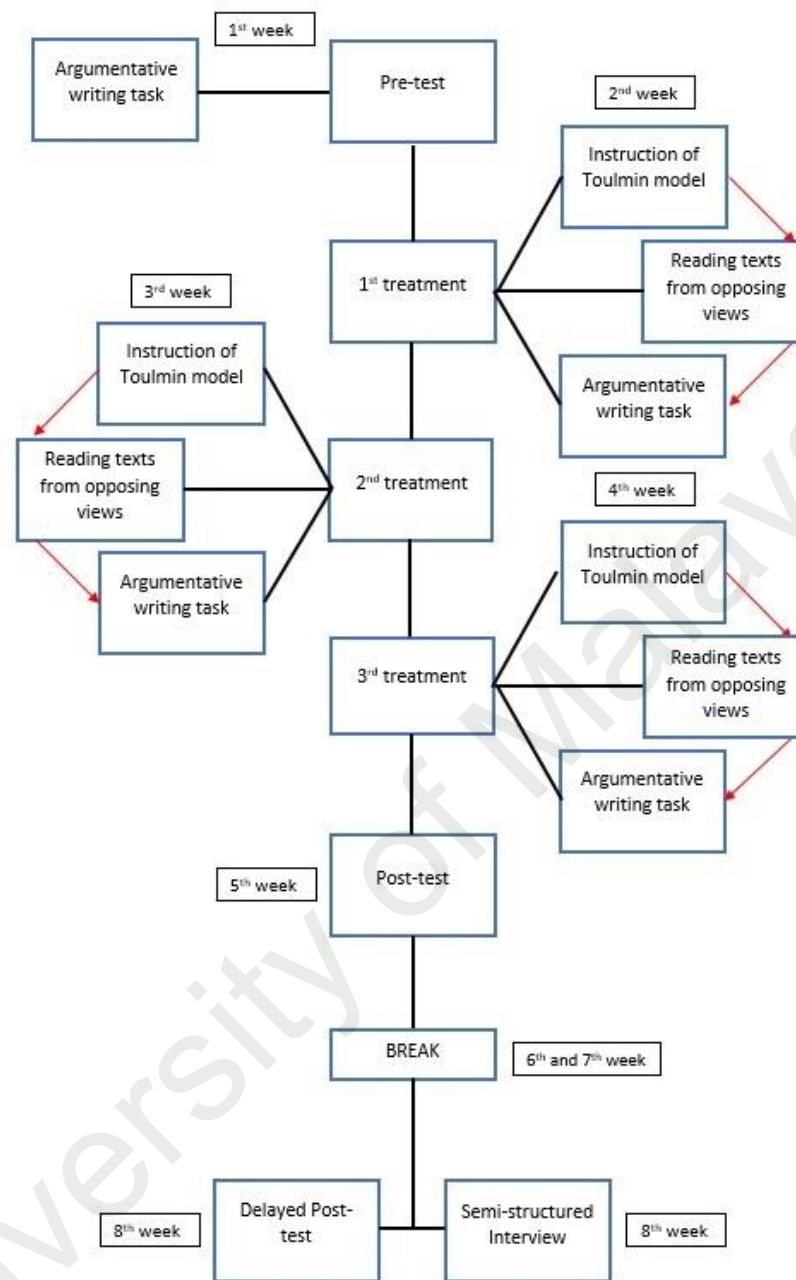 1st week
Argumentative
writing task
Pre-test
2nd week
Instruction of
Toulmin model
1st treatment
Reading texts
from opposing
views
Argumentative
writing task
3rd week
Instruction of
Toulmin model
Reading texts
from opposing
views
Argumentative
writing task
2nd treatment
4th week
Instruction of
Toulmin model
3rd treatment
Reading texts
from opposing
views
Argumentative
writing task
5th week
Post-test
BREAK
6th and 7th week
8th week
Delayed Post-
test
Semi-structured
Interview
8th week
versity of Malaya